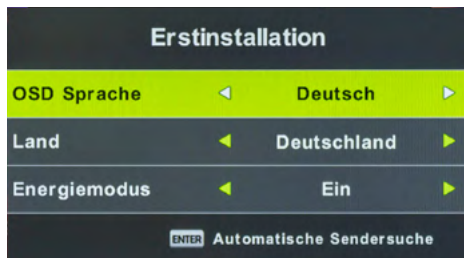 Erstinstallation
OSD Sprache Deutsch
Land Deutschland
Energiemodus Ein
ENTER Automatische Sendersuche